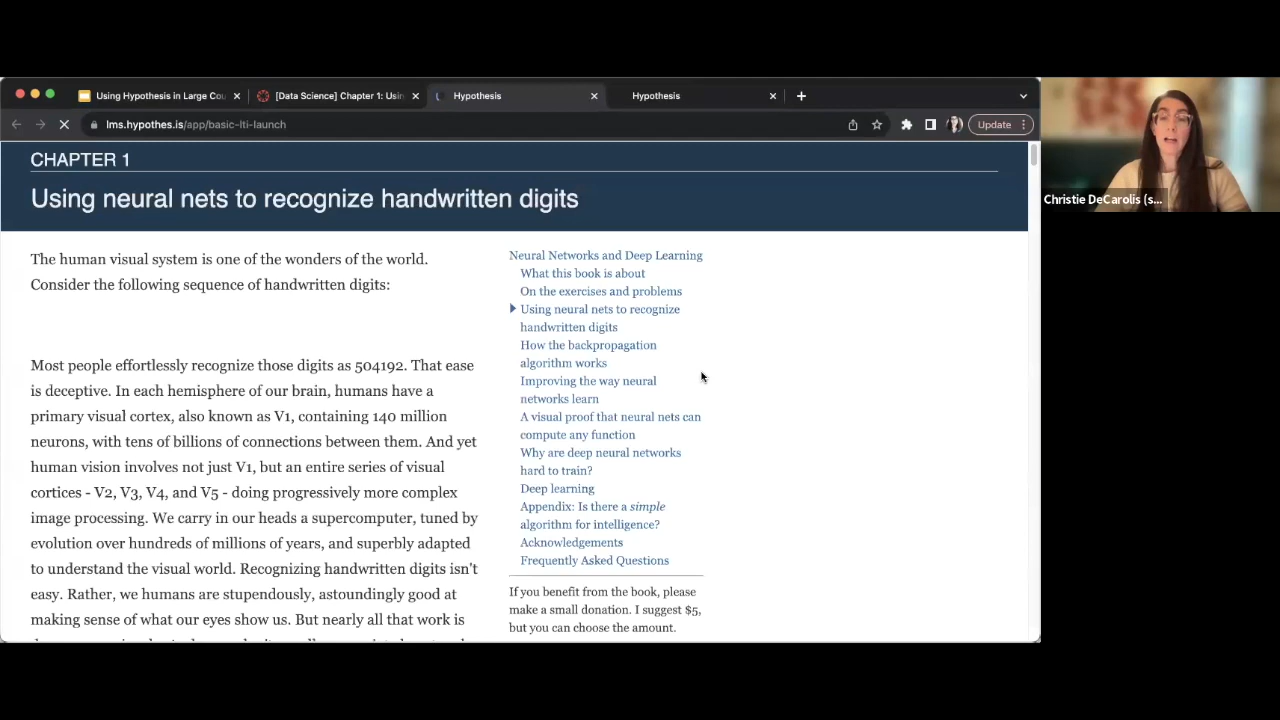 Using Hypothesis in Large Cou
[Data Science] Chapter 1: Usin
Hypothesis
Hypothesis
lms.hypothes.is/app/basic-lti-launch
Update
Christie DeCarolis (s...
CHAPTER 1
Using neural nets to recognize handwritten digits
The human visual system is one of the wonders of the world.
Consider the following sequence of handwritten digits:
Most people effortlessly recognize those digits as 504192. That ease
is deceptive. In each hemisphere of our brain, humans have a
primary visual cortex, also known as V1, containing 140 million
neurons, with tens of billions of connections between them. And yet
human vision involves not just V1, but an entire series of visual
cortices - V2, V3, V4, and V5 - doing progressively more complex
image processing. We carry in our heads a supercomputer, tuned by
evolution over hundreds of millions of years, and superbly adapted
to understand the visual world. Recognizing handwritten digits isn't
easy. Rather, we humans are stupendously, astoundingly good at
making sense of what our eyes show us. But nearly all that work is
Neural Networks and Deep Learning
What this book is about
On the exercises and problems
Using neural nets to recognize
handwritten digits
How the backpropagation
algorithm works
Improving the way neural
networks learn
A visual proof that neural nets can
compute any function
Why are deep neural networks
hard to train?
Deep learning
Appendix: Is there a simple
algorithm for intelligence?
Acknowledgements
Frequently Asked Questions
If you benefit from the book, please
make a small donation. I suggest $5,
but you can choose the amount.